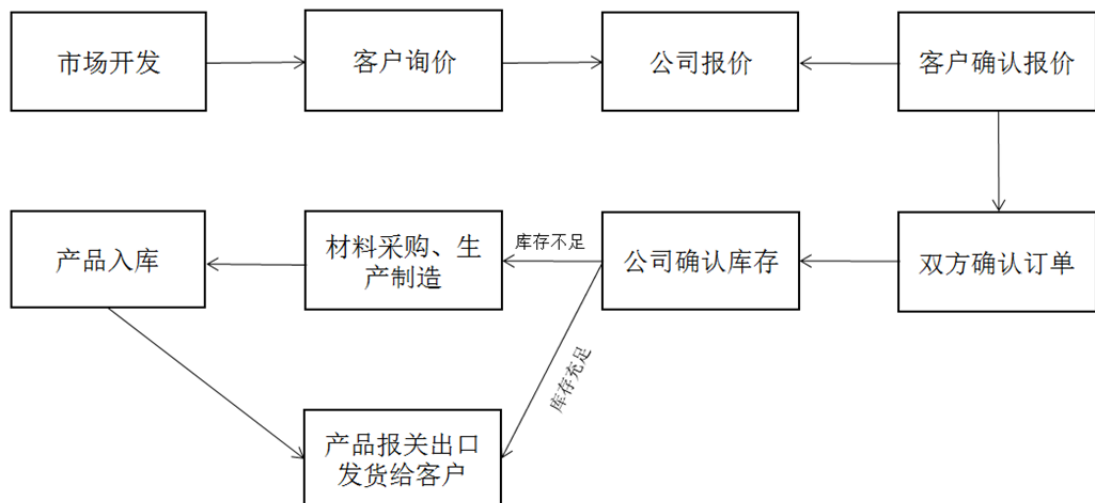 市场开发
客户询价
公司报价
客户确认报价
产品入库
材料采购、生
产制造
库存不足
公司确认库存
双方确认订单
库存充足
产品报关出口
发货给客户